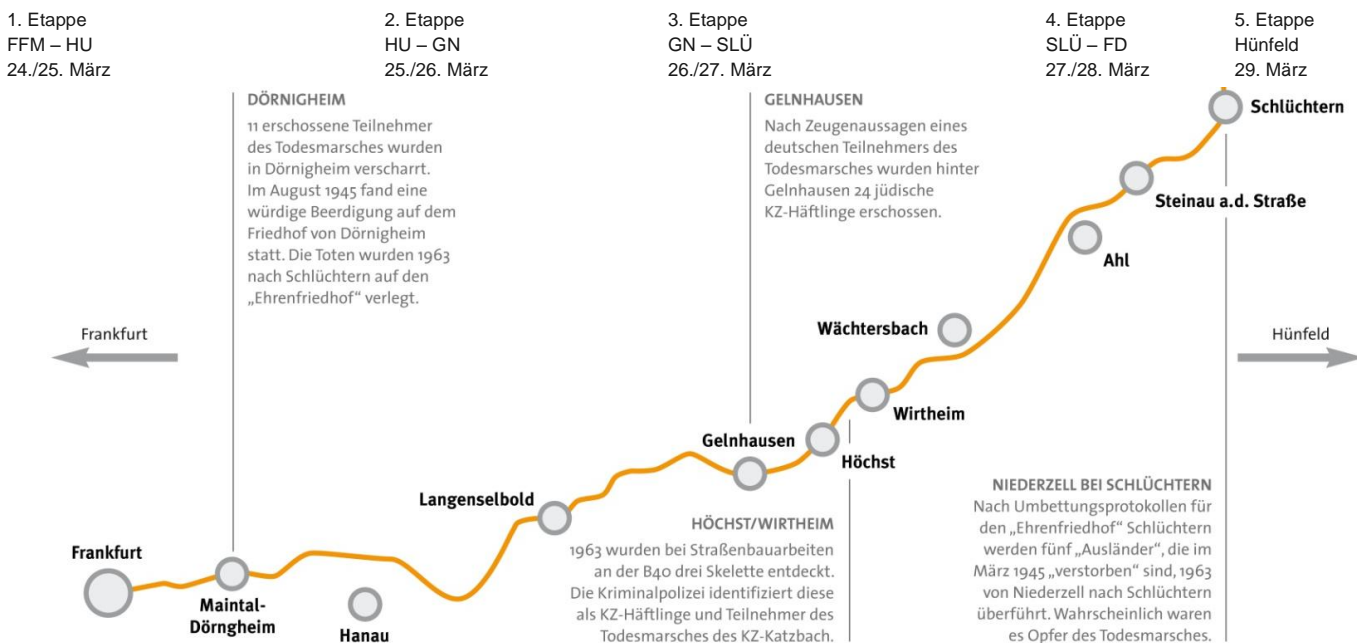 1. Etappe
FFM – HU
24./25. März
2. Etappe
HU – GN
25./26. März
3. Etappe
GN – SLÜ
26./27. März
4. Etappe
SLÜ – FD
27./28. März
5. Etappe
Hünfeld
29. März
DÖRNIGHEIM
11 erschossene Teilnehmer
des Todesmarsches wurden
in Dörnigheim verscharrt.
Im August 1945 fand eine
würdige Beerdigung auf dem
Friedhof von Dörnigheim
statt. Die Toten wurden 1963
nach Schlüchtern auf den
„Ehrenfriedhof“ verlegt.
GELNHAUSEN
Nach Zeugenaussagen eines
deutschen Teilnehmers des
Todesmarsches wurden hinter
Gelnhausen 24 jüdische
KZ-Häftlinge erschossen.
Schlüchtern
Steinau a.d. Straße
Ahl
Frankfurt
Wächtersbach
Hünfeld
Wirtheim
Gelnhausen
Höchst
Langenselbold
Frankfurt
Maintal-
Dörngheim
Hanau
HÖCHST/WIRTHEIM
1963 wurden bei Straßenbauarbeiten
an der B40 drei Skelette entdeckt.
Die Kriminalpolizei identifiziert diese
als KZ-Häftlinge und Teilnehmer des
Todesmarsches des KZ-Katzbach.
NIEDERZELL BEI SCHLÜCHTERN
Nach Umbettungsprotokollen für
den „Ehrenfriedhof“ Schlüchtern
werden fünf „Ausländer“, die im
März 1945 „verstorben“ sind, 1963
von Niederzell nach Schlüchtern
überführt. Wahrscheinlich waren
es Opfer des Todesmarsches.